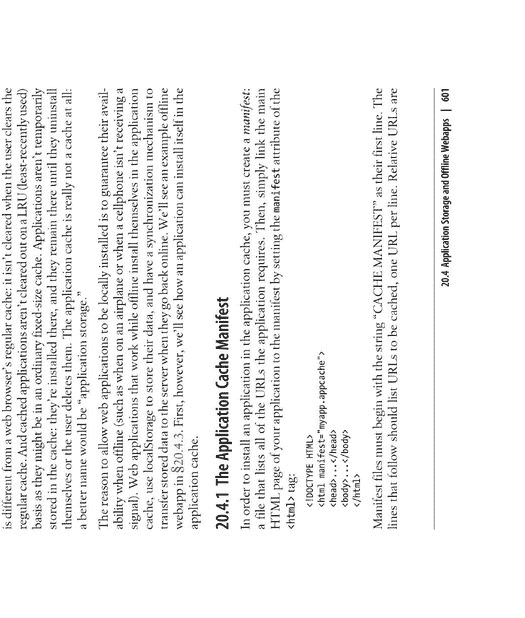 is different from a web browser's regular cache: it isn't cleared when the user clears the
regular cache. And cached applications aren't cleared out on a LRU (least-recently used)
basis as they might be in an ordinary fixed-size cache. Applications aren't temporarily
stored in the cache: they're installed there, and they remain there until they uninstall
themselves or the user deletes them. The application cache is really not a cache at all:
a better name would be “application storage.”
The reason to allow web applications to be locally installed is to guarantee their avail-
ability when offline (such as when on an airplane or when a cellphone isn't receiving a
signal). Web applications that work while offline install themselves in the application
cache, use localStorage to store their data, and have a synchronization mechanism to
transfer stored data to the server when they go back online. We'll see an example offline
webapp in §20.4.3. First, however, we'll see how an application can install itself in the
application cache.
20.4.1 The Application Cache Manifest
In order to install an application in the application cache, you must create a manifest:
a file that lists all of the URLs the application requires. Then, simply link the main
HTML page of your application to the manifest by setting the manifest attribute of the
<html> tag:
<!DOCTYPE HTML>
<html manifest="myapp.appcache">
<head>...</head>
<body>...</body>
</html>
Manifest files must begin with the string “CACHE MANIFEST” as their first line. The
lines that follow should list URLs to be cached, one URL per line. Relative URLs are
20.4 Application Storage and Offline Webapps | 601